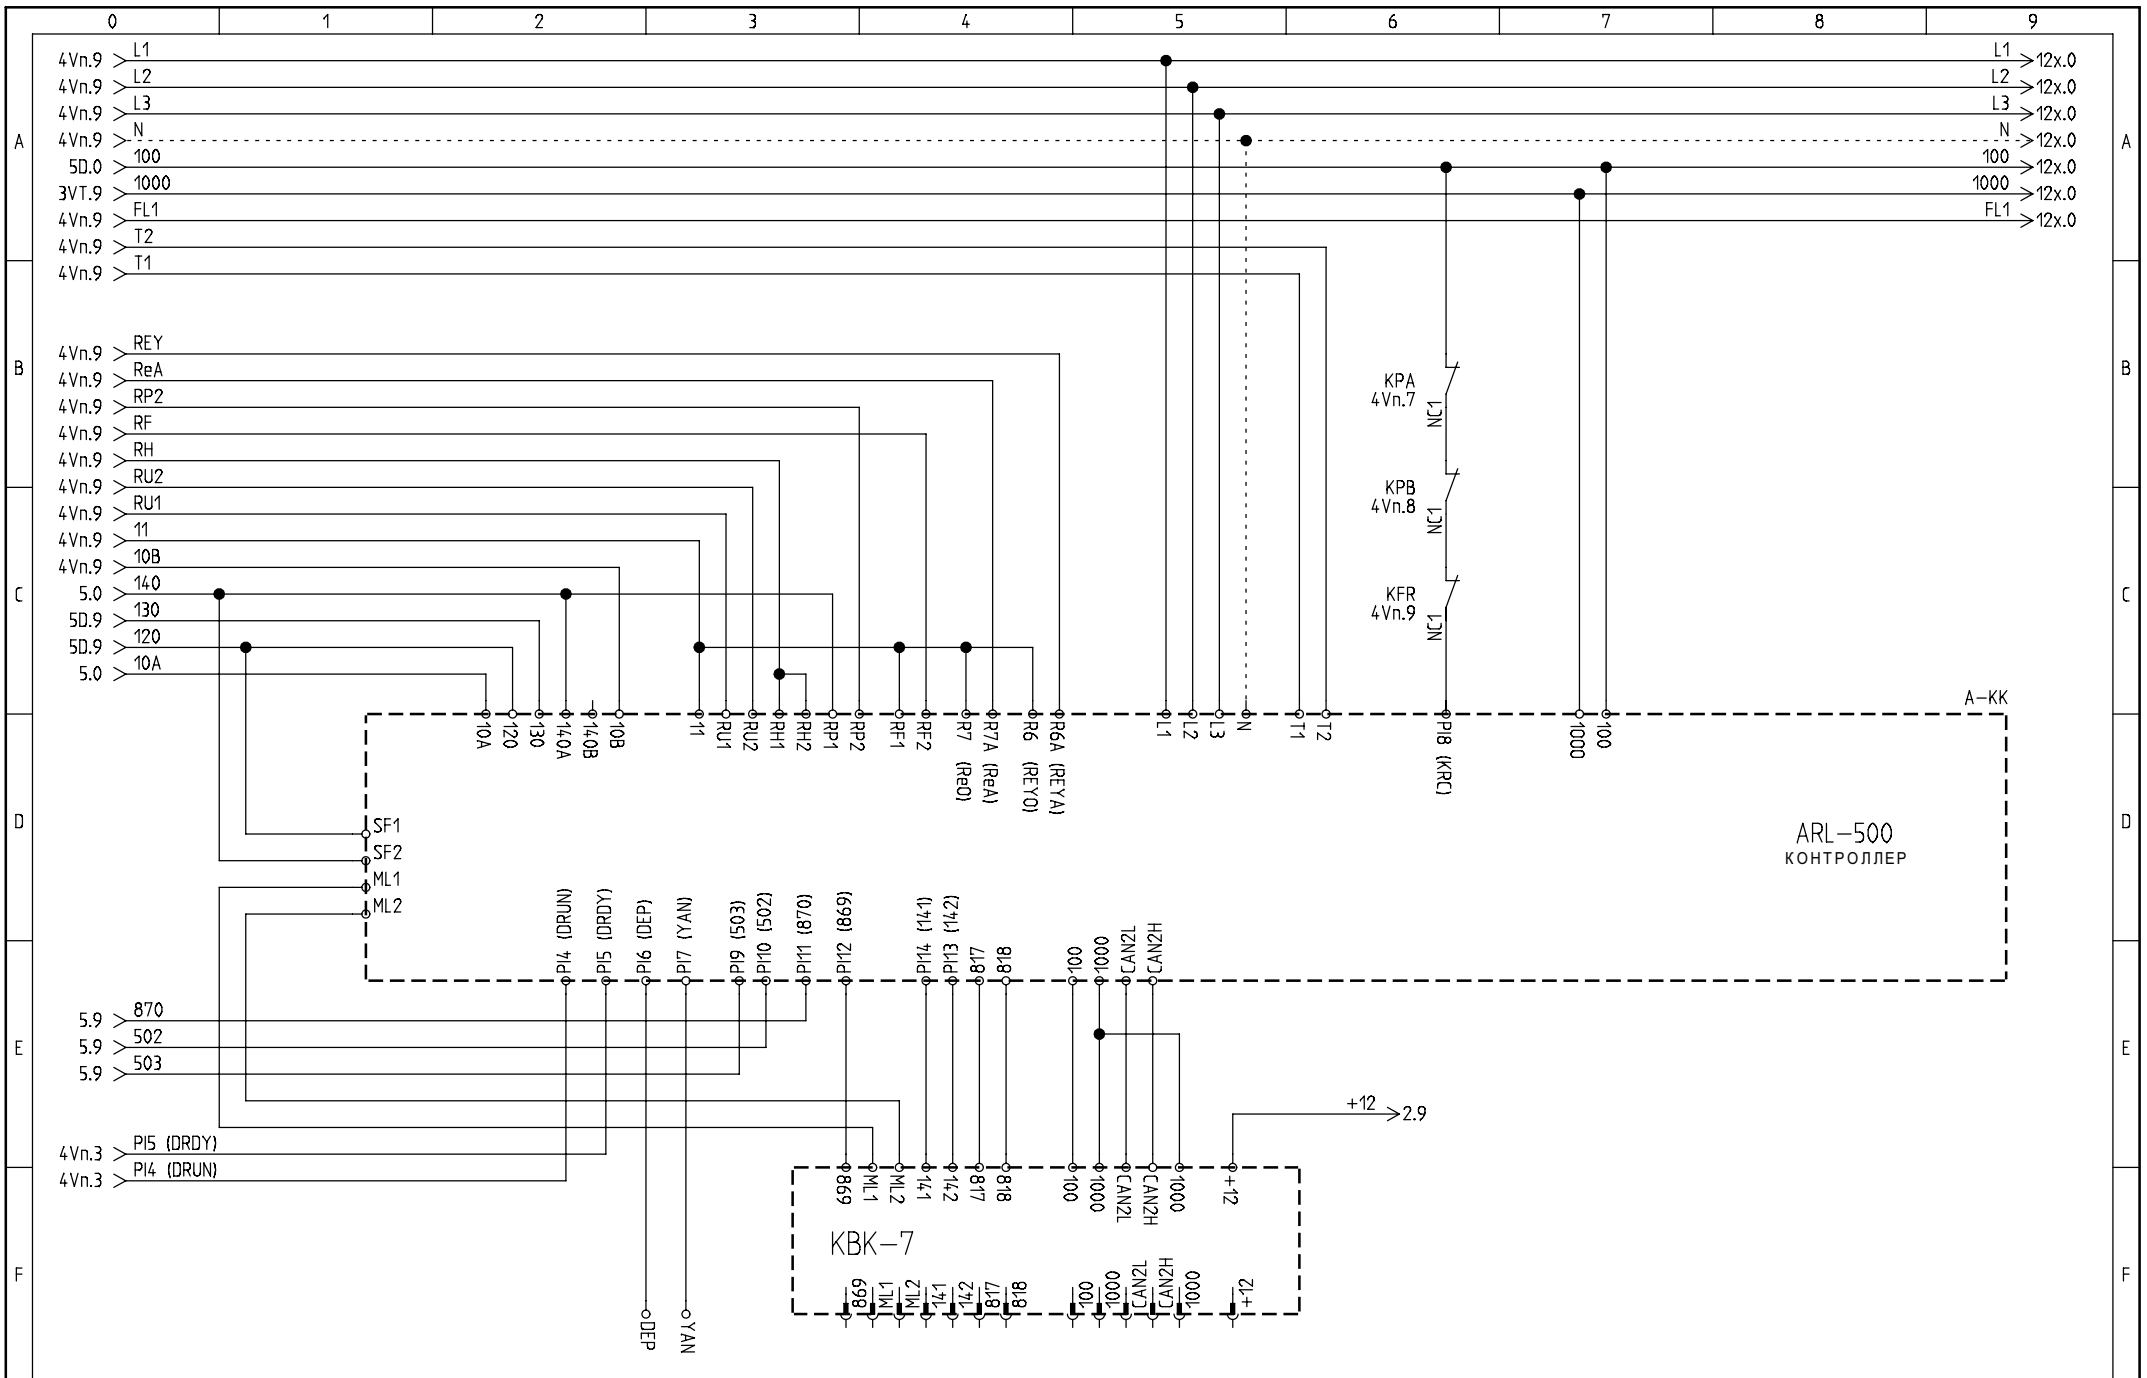 0 1 2 3 4 5 6 7 8 9
4Vn.9 L1 L1 12x.0
4Vn.9 L2 L2 12x.0
4Vn.9 L3 L3 12x.0
A 4Vn.9 N N 12x.0 A
5D.0 100 100 12x.0
3VT.9 1000 1000 12x.0
4Vn.9 FL1 FL1 12x.0
4Vn.9 T2
4Vn.9 T1
4Vn.9 REY
B B
4Vn.9 ReA
KPA
4Vn.9 RP2
4Vn.7
NC1
4Vn.9 RF
4Vn.9 RH
4Vn.9 RU2
KPB
4Vn.8
NC1
4Vn.9 RU1
4Vn.9 11
4Vn.9 10B
C 5.0 140 C
KFR
4Vn.9
NC1
5D.9 130
5D.9 120
5.0 10A
A-KK
10A 120 130 140A 140B 10B 11 RU1 RU2 RH1 RH2 RP1 RP2 RF1 RF2 R7 (ReO) R7A (ReA) R6 (REYO) R6A (REYA) L1 L2 L3 N T1 T2 PI8 (KRC) 1000 100
D D
SF1
SF2
ML1
ML2
ARL-500
КОНТРОЛЛЕР
PI4 (DRUN) PI5 (DRDY) PI6 (DEP) PI7 (YAN) PI9 (503) PI10 (502) PI11 (870) PI12 (869) PI14 (141) PI13 (142) 817 818 100 1000 CAN2L CAN2H
5.9 870
E 5.9 502 E
5.9 503
+12 2.9
4Vn.3 PI5 (DRDY)
4Vn.3 PI4 (DRUN)
869 ML1 ML2 141 142 817 818 100 1000 CAN2L CAN2H 1000 +12
KBK-7
F F
869 ML1 ML2 141 142 817 818 100 1000 CAN2L CAN2H 1000 +12
DEP YAN